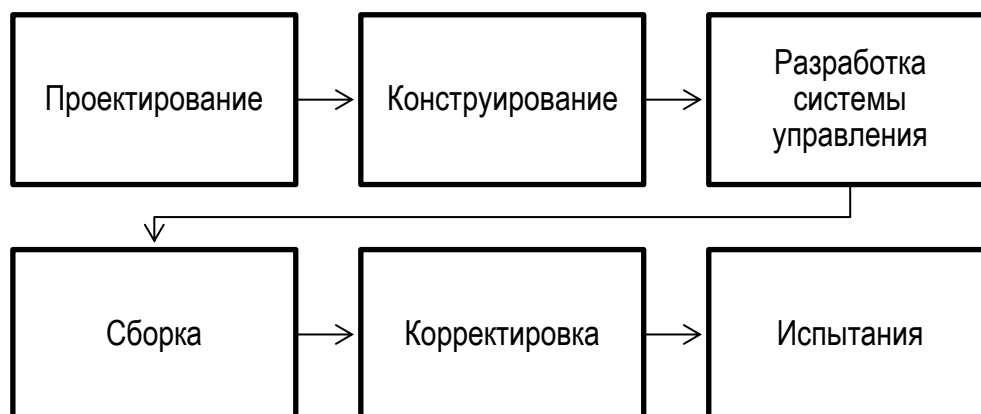 Проектирование
Конструирование
Разработка
системы
управления
Сборка
Корректировка
Испытания